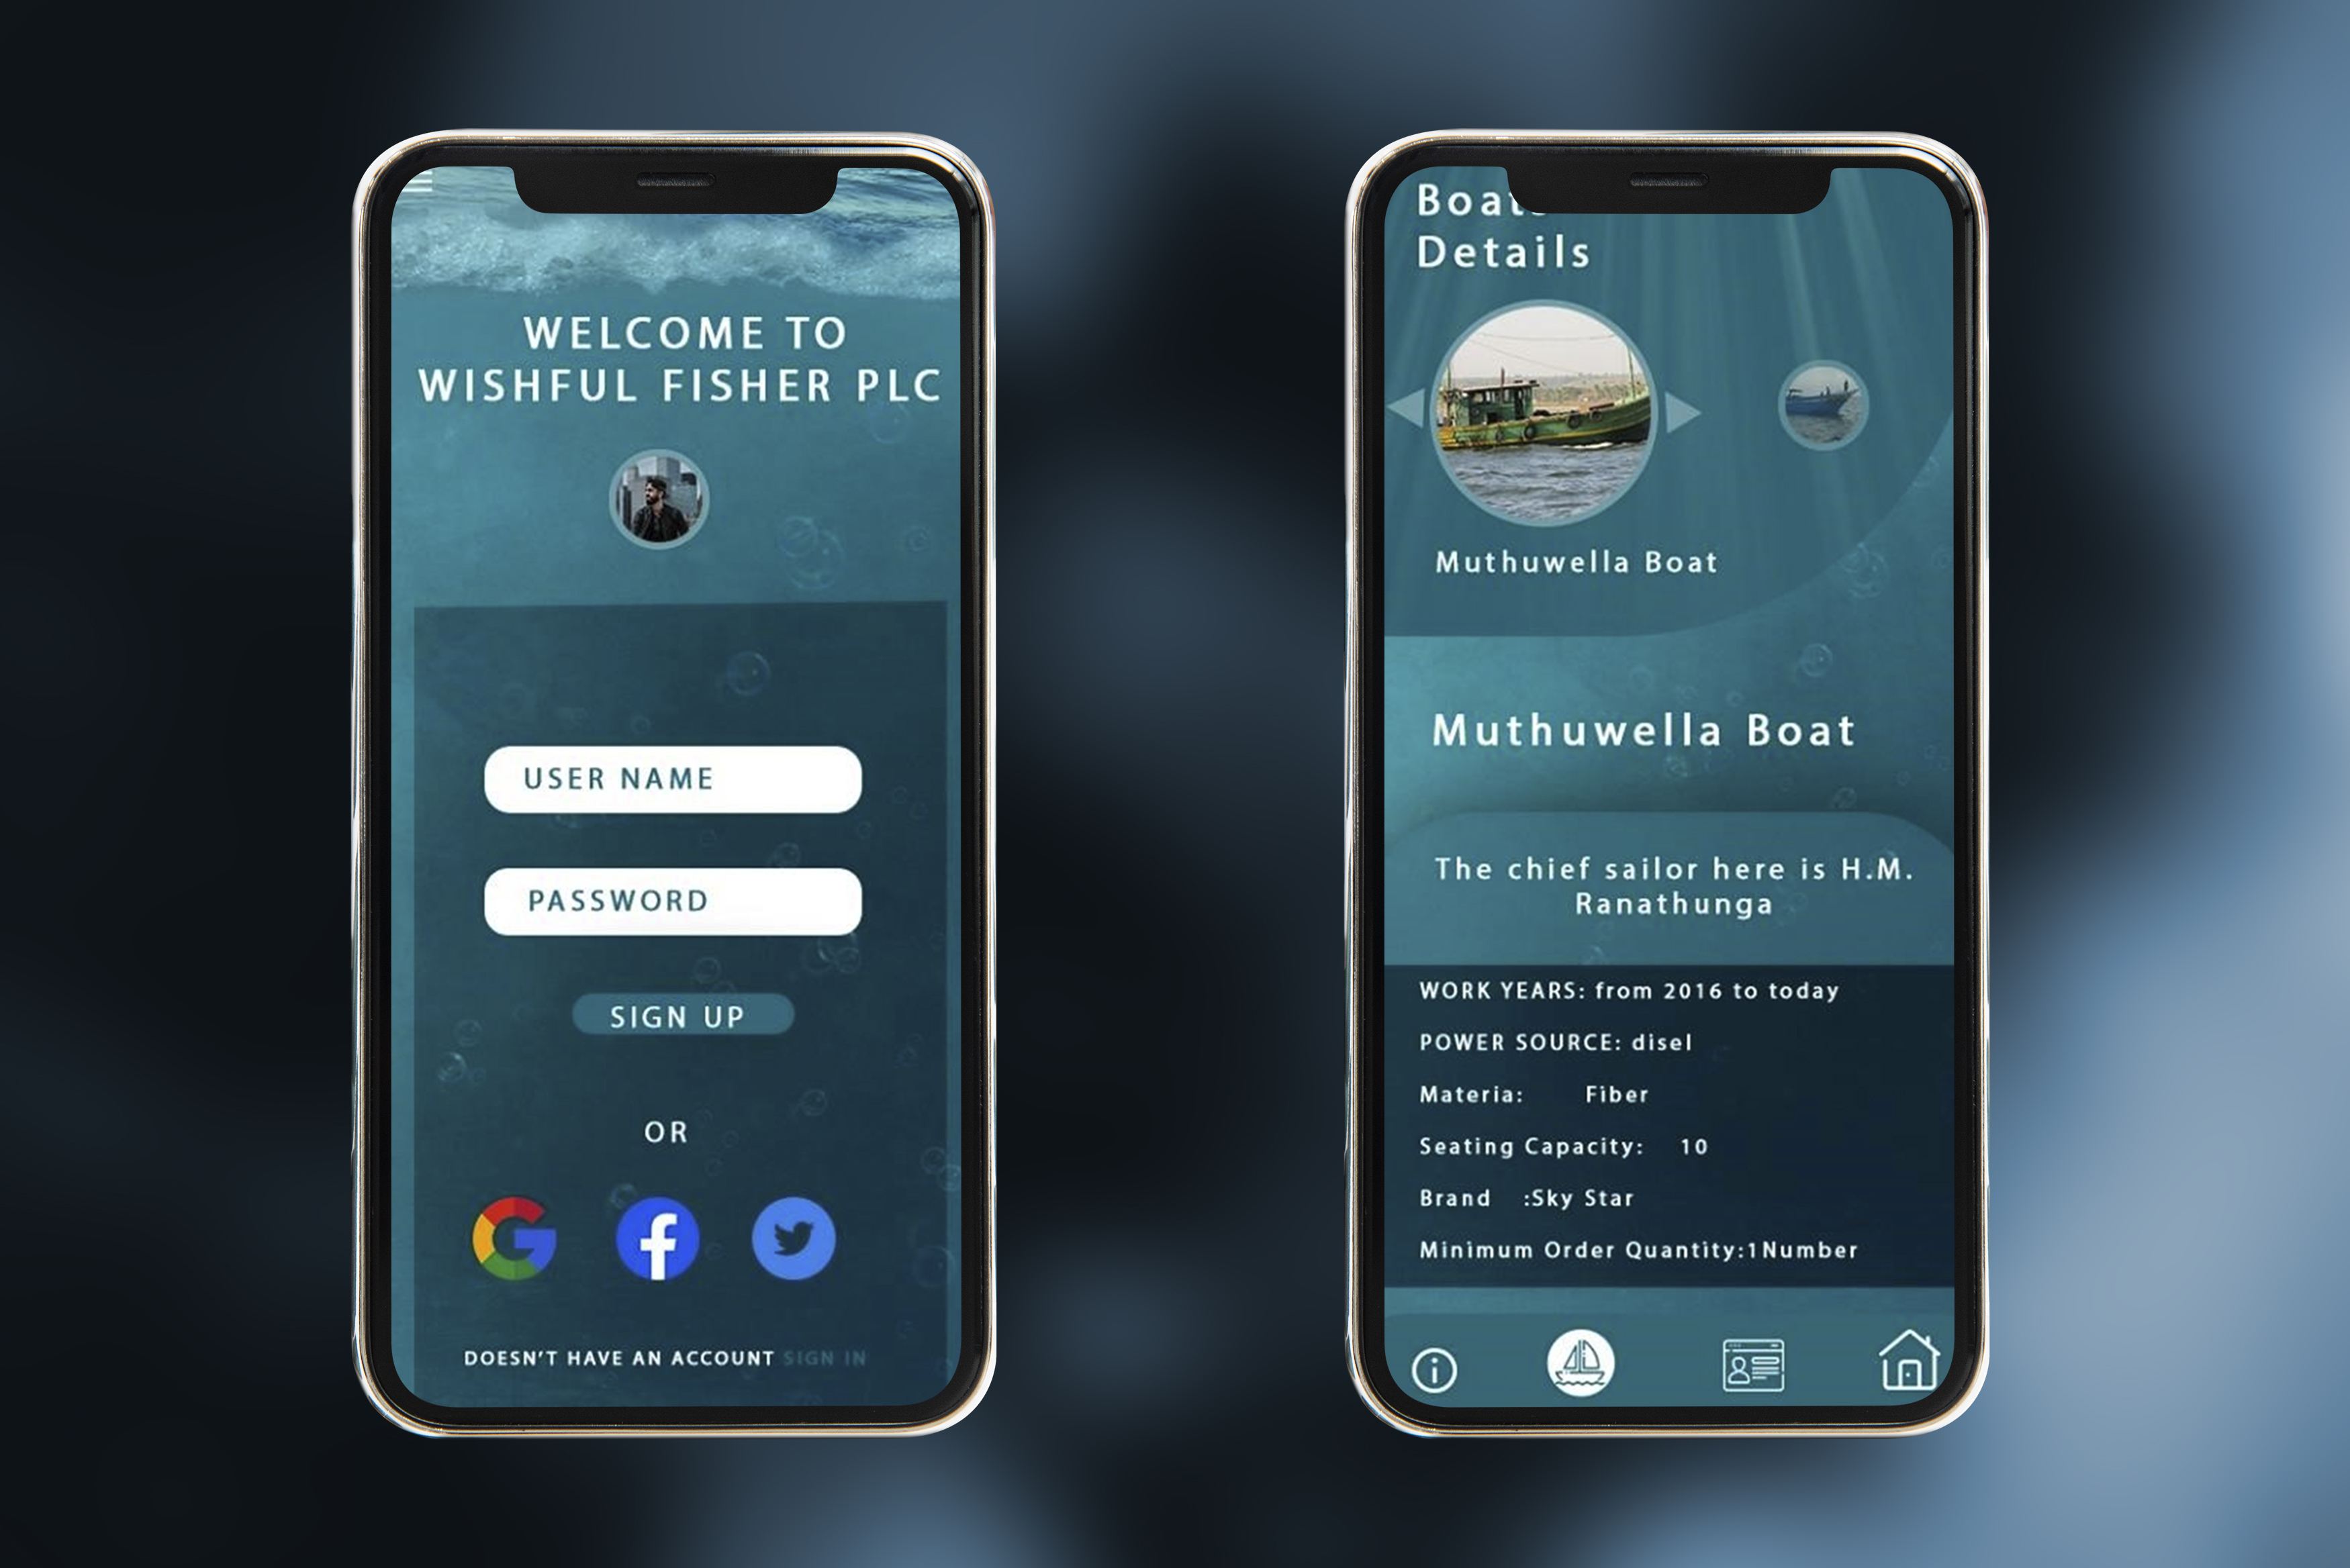 WELCOME TO
WISHFUL FISHER PLC
USER NAME
PASSWORD
SIGN UP
OR
DOESN'T HAVE AN ACCOUNT SIGN IN
Boats
Details
Muthuwella Boat
Muthuwella Boat
The chief sailor here is H.M.
Ranathunga
WORK YEARS: from 2016 to today
POWER SOURCE: disel
Materia: Fiber
Seating Capacity: 10
Brand :Sky Star
Minimum Order Quantity:1Number